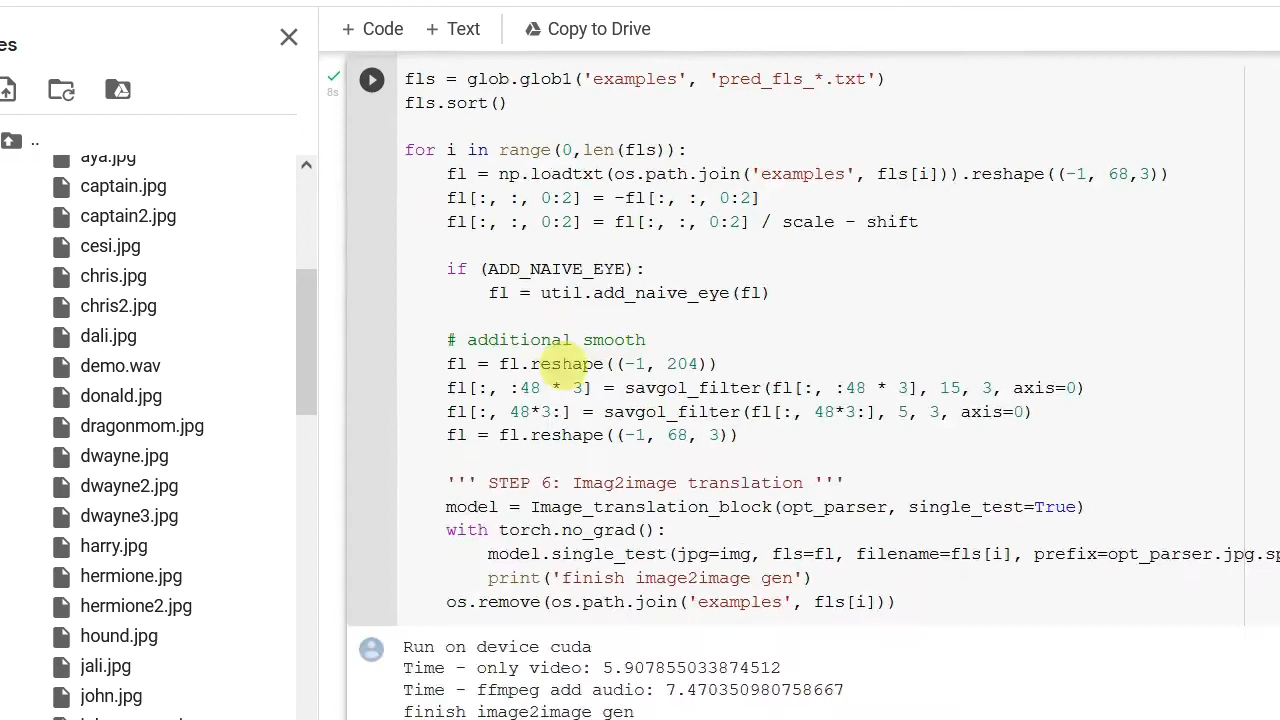 es
..
aya.jpg
captain.jpg
captain2.jpg
cesi.jpg
chris.jpg
chris2.jpg
dali.jpg
demo.wav
donald.jpg
dragonmom.jpg
dwayne.jpg
dwayne2.jpg
dwayne3.jpg
harry.jpg
hermione.jpg
hermione2.jpg
hound.jpg
jali.jpg
john.jpg
+ Code + Text Copy to Drive
8s
fls = glob.glob1('examples', 'pred_fls_*.txt')
fls.sort()
for i in range(0,len(fls)):
    fl = np.loadtxt(os.path.join('examples', fls[i])).reshape((-1, 68,3))
    fl[:, :, 0:2] = -fl[:, :, 0:2]
    fl[:, :, 0:2] = fl[:, :, 0:2] / scale - shift
    if (ADD_NAIVE_EYE):
        fl = util.add_naive_eye(fl)
    # additional smooth
    fl = fl.reshape((-1, 204))
    fl[:, :48 * 3] = savgol_filter(fl[:, :48 * 3], 15, 3, axis=0)
    fl[:, 48*3:] = savgol_filter(fl[:, 48*3:], 5, 3, axis=0)
    fl = fl.reshape((-1, 68, 3))
    ''' STEP 6: Imag2image translation '''
    model = Image_translation_block(opt_parser, single_test=True)
    with torch.no_grad():
        model.single_test(jpg=img, fls=fl, filename=fls[i], prefix=opt_parser.jpg.sp
        print('finish image2image gen')
    os.remove(os.path.join('examples', fls[i]))
Run on device cuda
Time - only video: 5.907855033874512
Time - ffmpeg add audio: 7.470350980758667
finish image2image gen